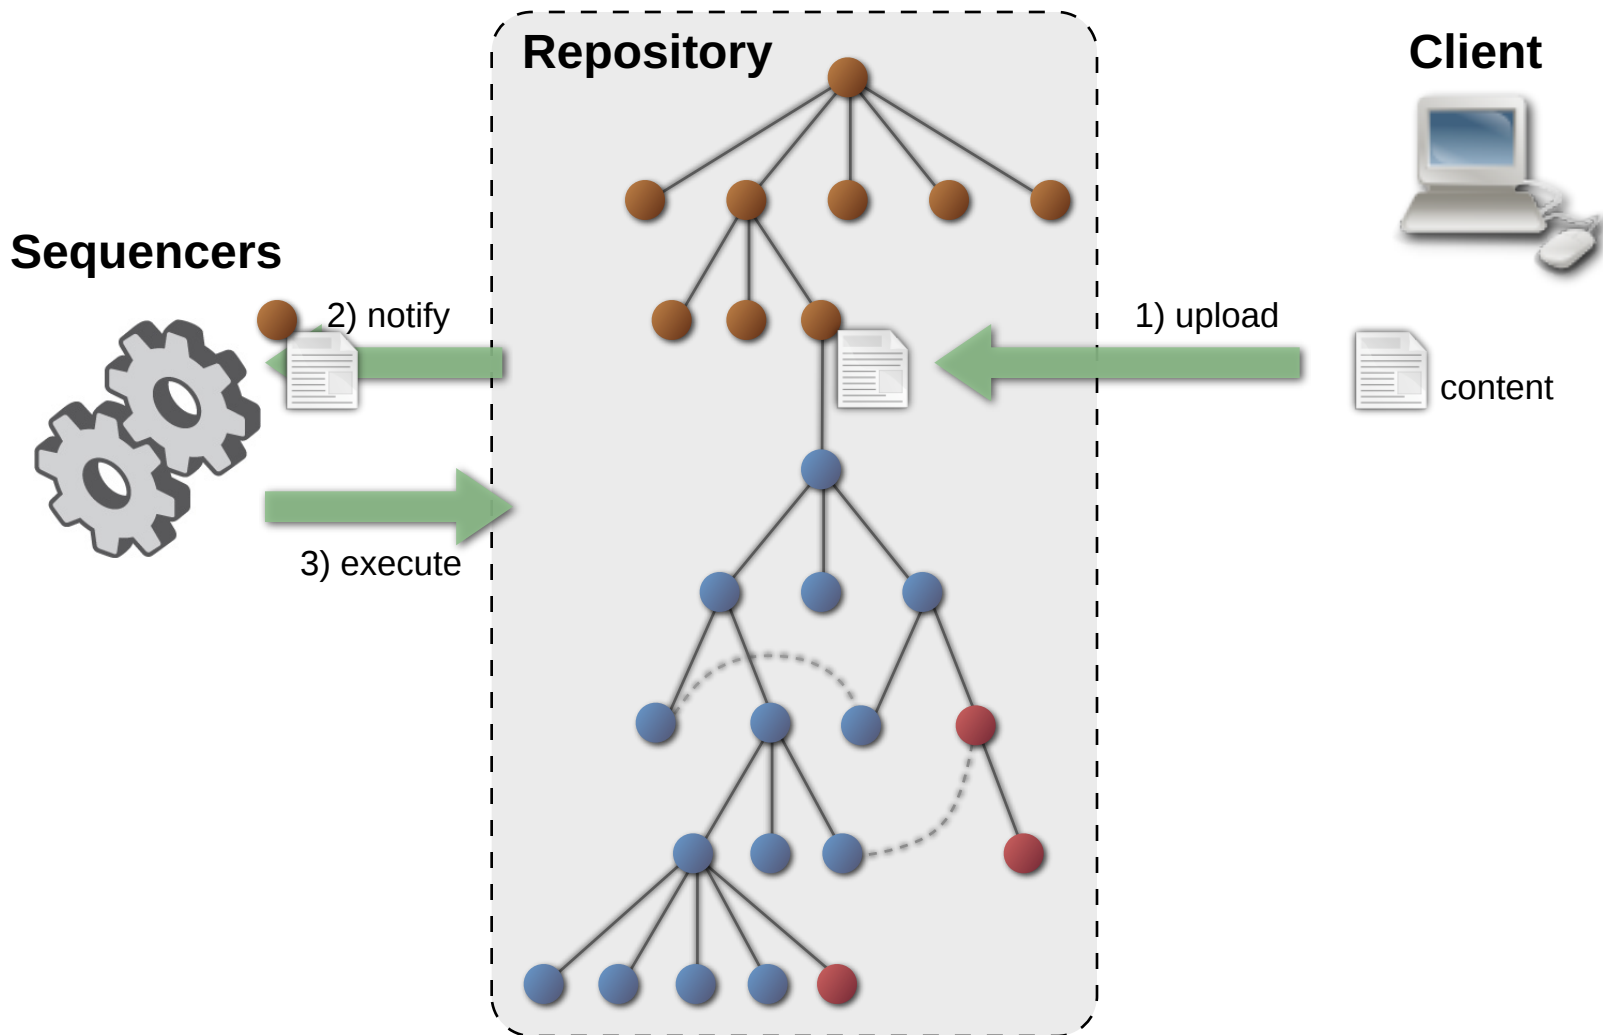 Repository
Client
Sequencers
2) notify
1) upload
content
3) execute